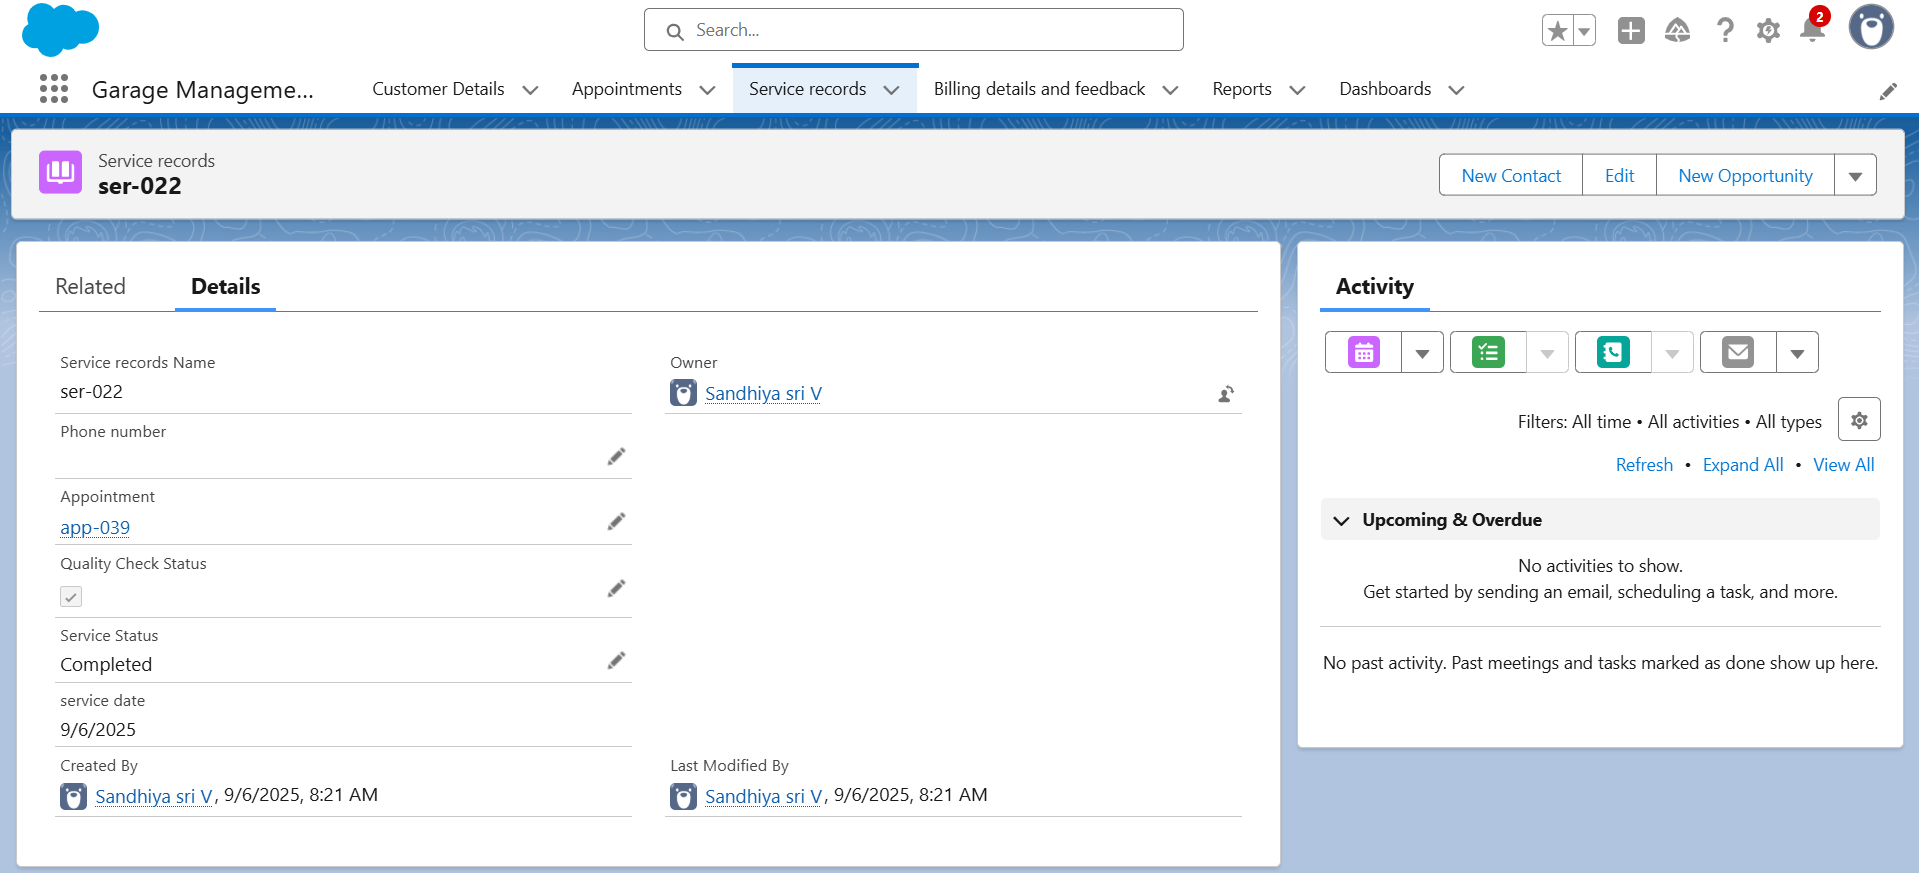 Search...
2
Garage Manageme...
Customer Details
Appointments
Service records
Billing details and feedback
Reports
Dashboards
Service records
ser-022
New Contact
Edit
New Opportunity
Related
Details
Service records Name
ser-022
Owner
Sandhiya sri V
Phone number
Appointment
app-039
Quality Check Status
Service Status
Completed
service date
9/6/2025
Created By
Sandhiya sri V, 9/6/2025, 8:21 AM
Last Modified By
Sandhiya sri V, 9/6/2025, 8:21 AM
Activity
Filters: All time • All activities • All types
Refresh • Expand All • View All
Upcoming & Overdue
No activities to show.
Get started by sending an email, scheduling a task, and more.
No past activity. Past meetings and tasks marked as done show up here.